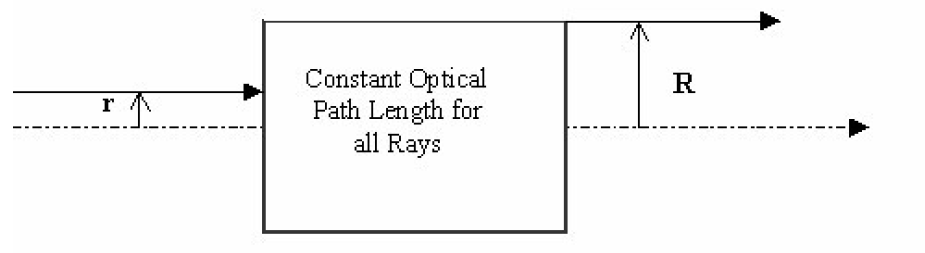 r
Constant Optical
Path Length for
all Rays
R